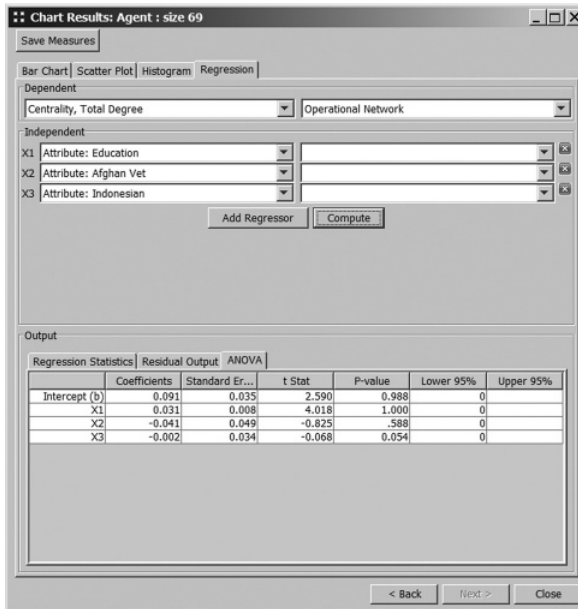 Chart Results: Agent : size 69
Save Measures
Bar Chart Scatter Plot Histogram Regression
Dependent
Centrality, Total Degree Operational Network
Independent
X1 Attribute: Education
X2 Attribute: Afghan Vet
X3 Attribute: Indonesian
Add Regressor Compute
Output
Regression Statistics Residual Output ANOVA
Coefficients Standard Er... t Stat P-value Lower 95% Upper 95%
Intercept (b) 0.091 0.035 2.590 0.988 0
X1 0.031 0.008 4.018 1.000 0
X2 -0.041 0.049 -0.825 .588 0
X3 -0.002 0.034 -0.068 0.054 0
< Back Next > Close